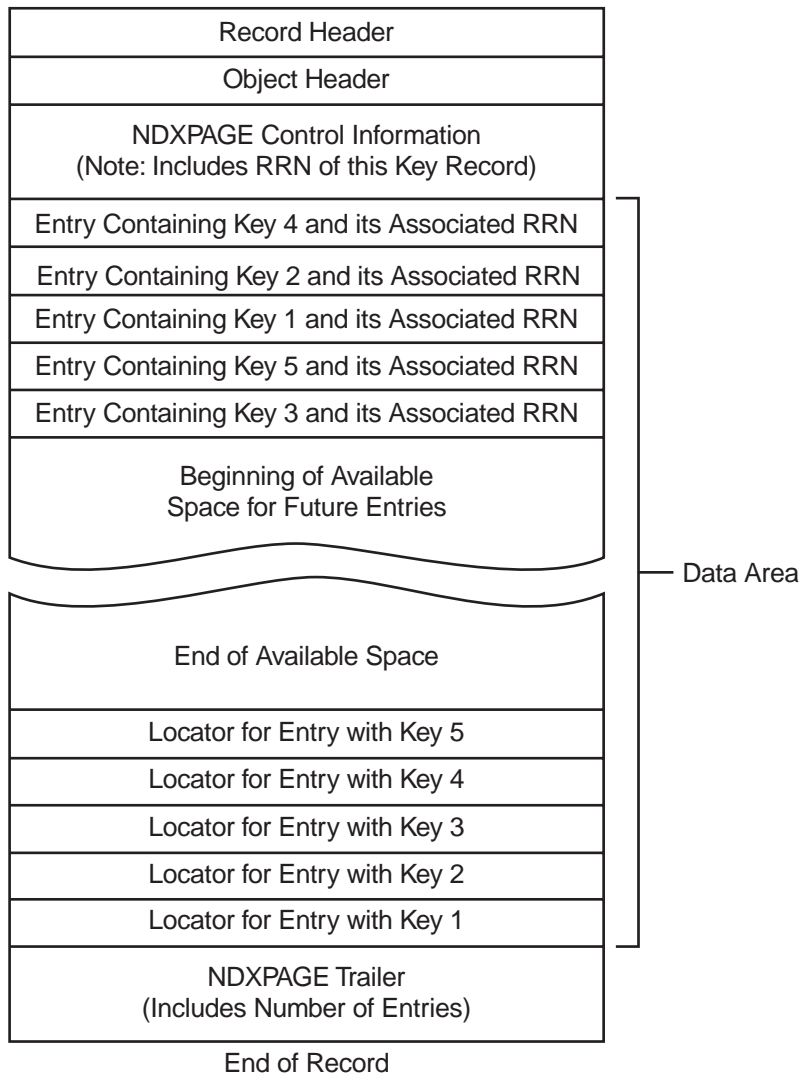 Record Header
Object Header
NDXPAGE Control Information
(Note: Includes RRN of this Key Record)
Entry Containing Key 4 and its Associated RRN
Entry Containing Key 2 and its Associated RRN
Entry Containing Key 1 and its Associated RRN
Entry Containing Key 5 and its Associated RRN
Entry Containing Key 3 and its Associated RRN
Beginning of Available
Space for Future Entries
Data Area
End of Available Space
Locator for Entry with Key 5
Locator for Entry with Key 4
Locator for Entry with Key 3
Locator for Entry with Key 2
Locator for Entry with Key 1
NDXPAGE Trailer
(Includes Number of Entries)
End of Record